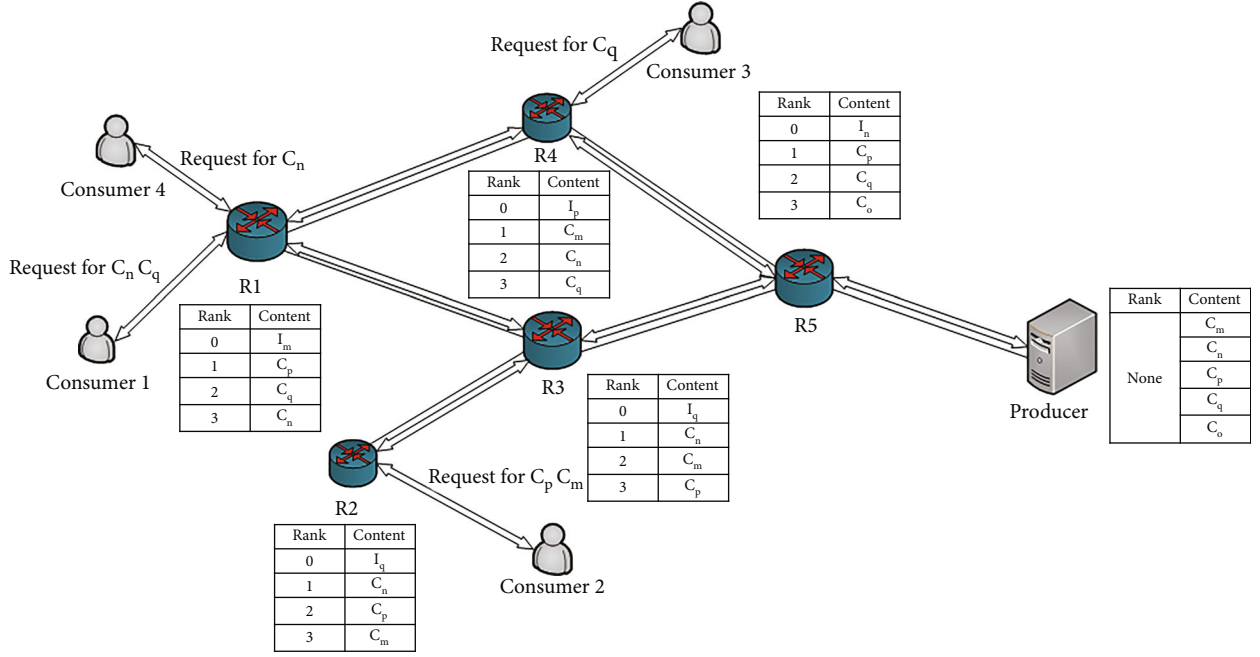 Request for Cq
Consumer 3
Rank Content
0 In
1 Cp
2 Cq
3 Co
Consumer 4
Request for Cn
R4
Rank Content
0 Ip
1 Cm
2 Cn
3 Cq
Request for Cn Cq
R1
Rank Content
0 Im
1 Cp
2 Cq
3 Cn
Consumer 1
R5
Rank Content
None
Cm
Cn
Cp
Cq
Co
Producer
R3
Rank Content
0 Iq
1 Cn
2 Cm
3 Cp
Request for Cp Cm
R2
Rank Content
0 Iq
1 Cn
2 Cp
3 Cm
Consumer 2